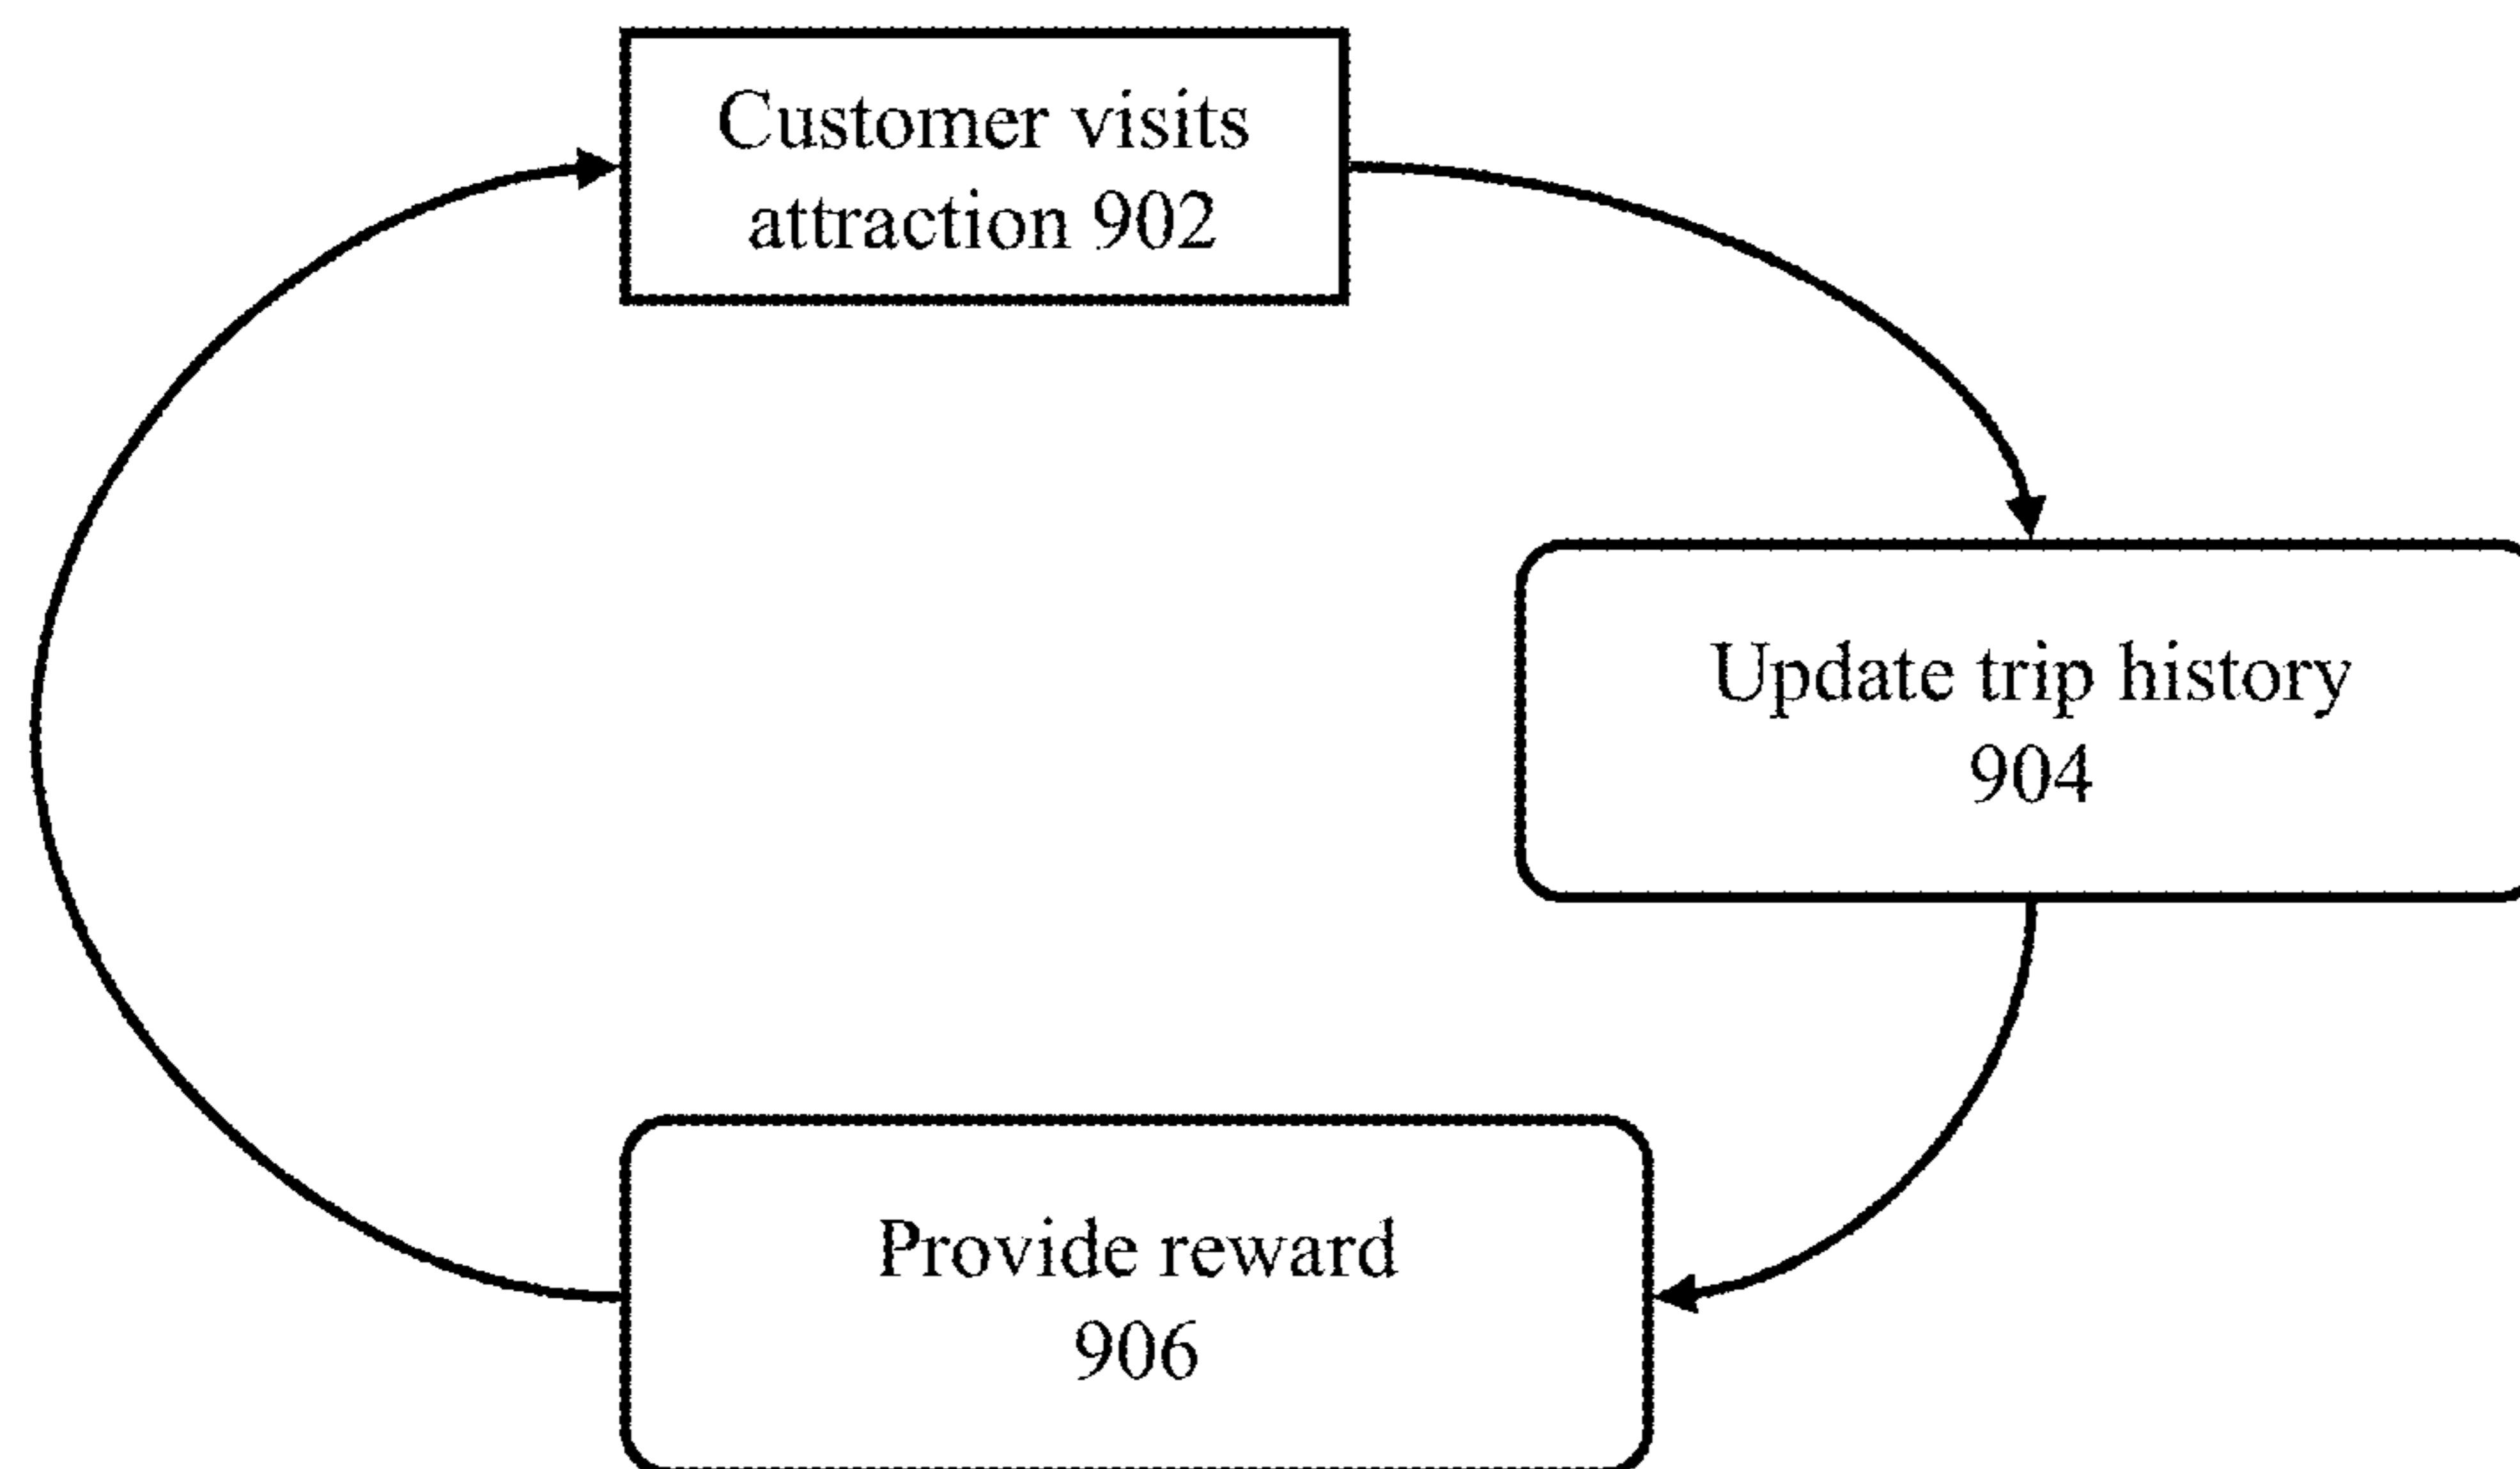 Customer visits
attraction 902
Update trip history
904
Provide reward
906